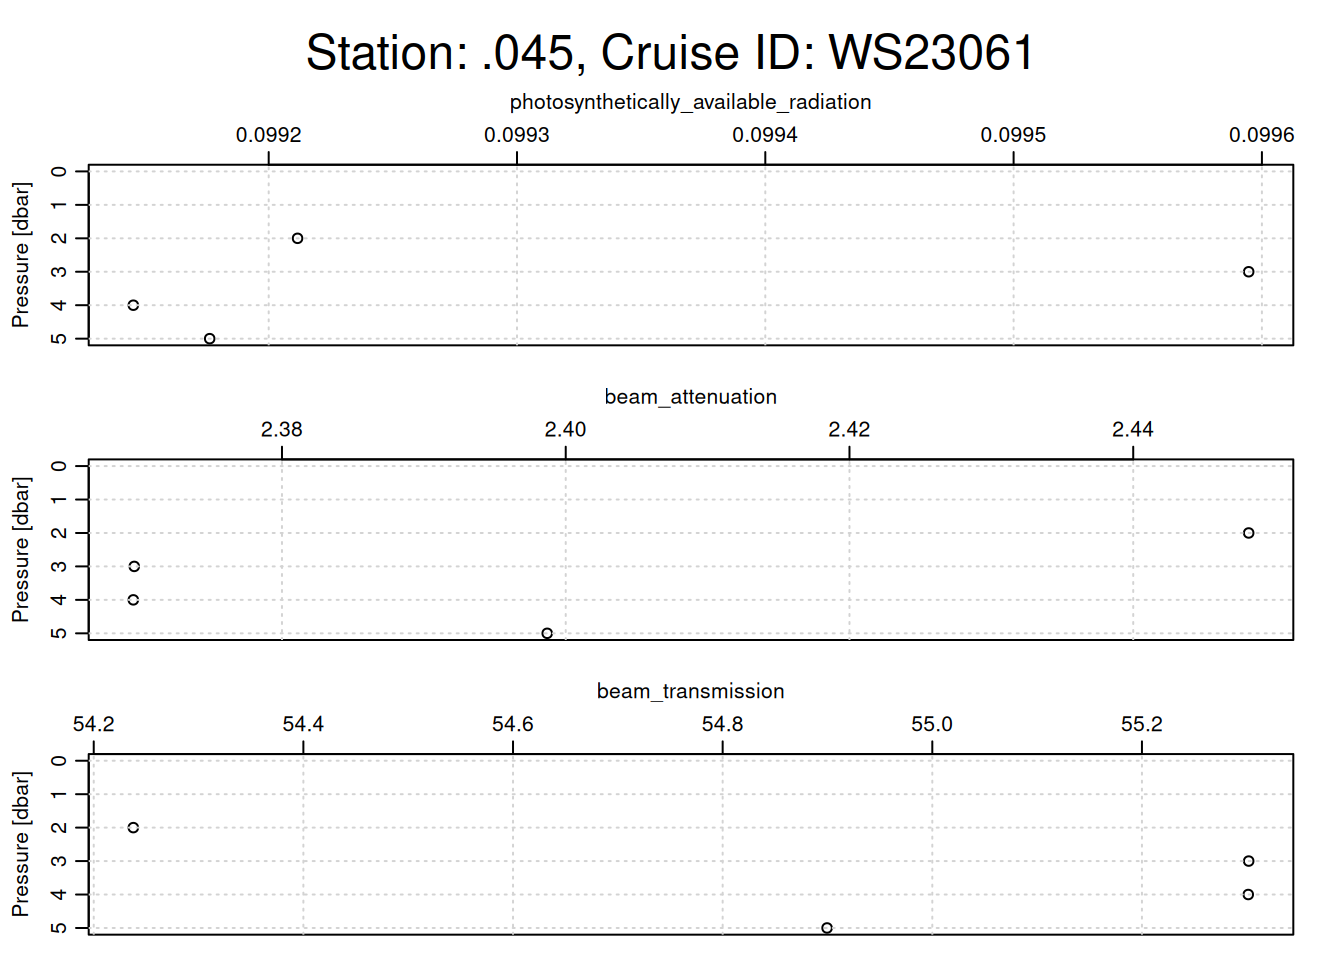 Station: .045, Cruise ID: WS23061
photosynthetically_available_radiation
0.0992 0.0993 0.0994 0.0995 0.0996
Pressure [dbar]
0
1
2
3
4
5
beam_attenuation
2.38 2.40 2.42 2.44
Pressure [dbar]
0
1
2
3
4
5
beam_transmission
54.2 54.4 54.6 54.8 55.0 55.2
Pressure [dbar]
0
1
2
3
4
5